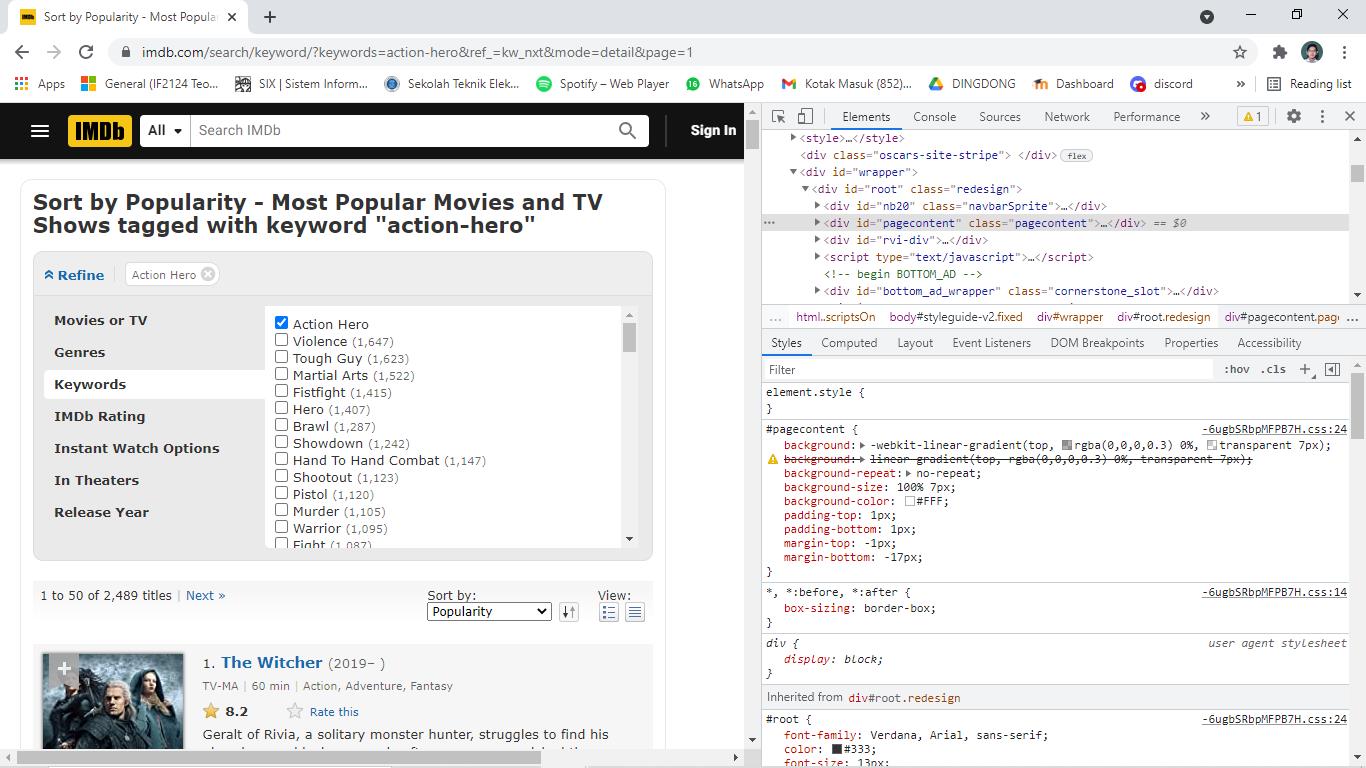 Sort by Popularity - Most Popula
imdb.com/search/keyword/?keywords=action-hero&ref_=kw_nxt&mode=detail&page=1
Apps
General (IF2124 Teo...
SIX | Sistem Inform...
Sekolah Teknik Elek...
Spotify – Web Player
WhatsApp
Kotak Masuk (852)...
DINGDONG
Dashboard
discord
»
Reading list
IMDb
All
Search IMDb
Sign In
Sort by Popularity - Most Popular Movies and TV
Shows tagged with keyword "action-hero"
Refine
Action Hero
Movies or TV
Genres
Keywords
IMDb Rating
Instant Watch Options
In Theaters
Release Year
Action Hero
Violence (1,647)
Tough Guy (1,623)
Martial Arts (1,522)
Fistfight (1,415)
Hero (1,407)
Brawl (1,287)
Showdown (1,242)
Hand To Hand Combat (1,147)
Shootout (1,123)
Pistol (1,120)
Murder (1,105)
Warrior (1,095)
Fight (1,087)
1 to 50 of 2,489 titles | Next »
Sort by:
Popularity
View:
1. The Witcher (2019– )
TV-MA | 60 min | Action, Adventure, Fantasy
8.2
Rate this
Geralt of Rivia, a solitary monster hunter, struggles to find his
Elements
Console
Sources
Network
Performance
»
1
<style>…</style>
<div class="oscars-site-stripe"> </div> flex
<div id="wrapper">
<div id="root" class="redesign">
<div id="nb20" class="navbarSprite">…</div>
<div id="pagecontent" class="pagecontent">…</div> == $0
<div id="rvi-div">…</div>
<script type="text/javascript">…</script>
<!-- begin BOTTOM_AD -->
<div id="bottom_ad_wrapper" class="cornerstone_slot">…</div>
... html..scriptsOn body#styleguide-v2.fixed div#wrapper div#root.redesign div#pagecontent.page ...
Styles
Computed
Layout
Event Listeners
DOM Breakpoints
Properties
Accessibility
Filter
:hov .cls +
element.style {
}
#pagecontent { -6ugbSRbpMFPB7H.css:24
background: -webkit-linear-gradient(top, rgba(0,0,0,0.3) 0%, transparent 7px);
background: linear-gradient(top, rgba(0,0,0,0.3) 0%, transparent 7px);
background-repeat: no-repeat;
background-size: 100% 7px;
background-color: #FFF;
padding-top: 1px;
padding-bottom: 1px;
margin-top: -1px;
margin-bottom: -17px;
}
*, *:before, *:after { -6ugbSRbpMFPB7H.css:14
box-sizing: border-box;
}
div { user agent stylesheet
display: block;
}
Inherited from div#root.redesign
#root { -6ugbSRbpMFPB7H.css:24
font-family: Verdana, Arial, sans-serif;
color: #333;
font-size: 13px;